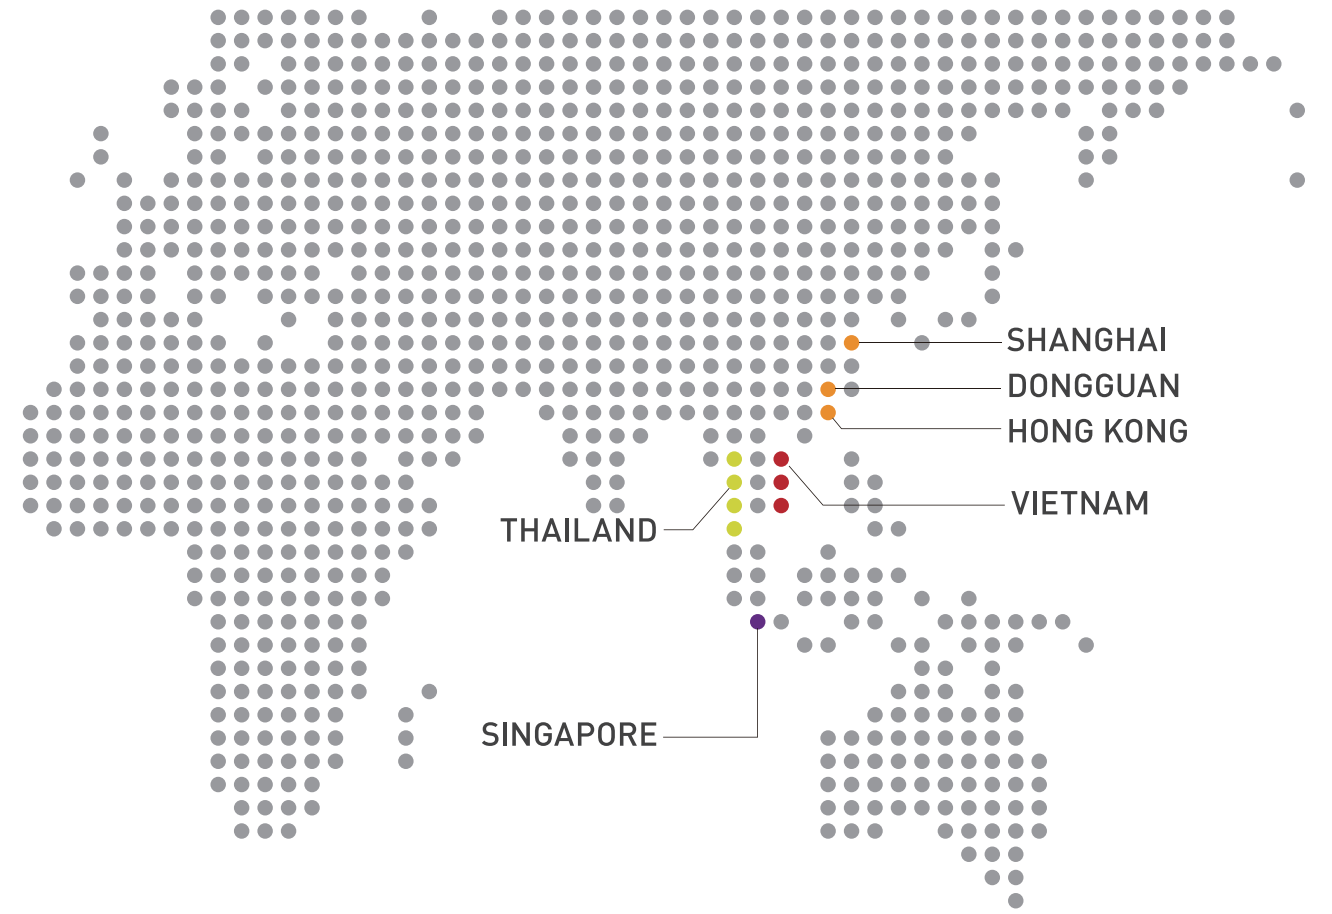 SHANGHAI
DONGGUAN
HONG KONG
VIETNAM
THAILAND
SINGAPORE